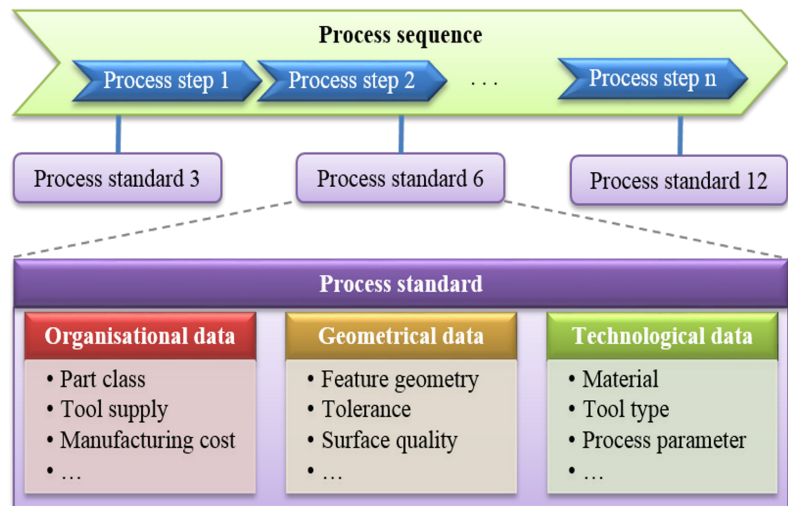 Process sequence
Process step 1
Process step 2
. . .
Process step n
Process standard 3
Process standard 6
Process standard 12
Process standard
Organisational data
• Part class
• Tool supply
• Manufacturing cost
• …
Geometrical data
• Feature geometry
• Tolerance
• Surface quality
• …
Technological data
• Material
• Tool type
• Process parameter
• …